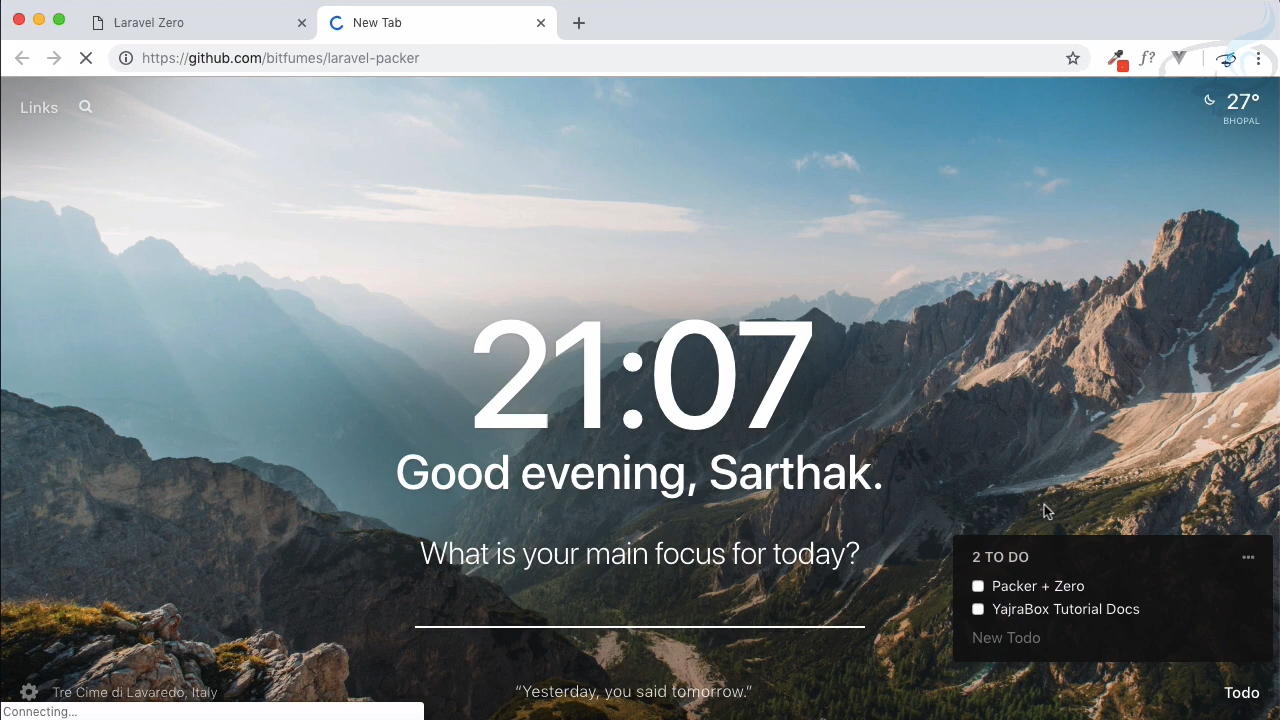 Laravel Zero
New Tab
https://github.com/bitfumes/laravel-packer
f?
Links
27°
BHOPAL
21:07
Good evening, Sarthak.
What is your main focus for today?
2 TO DO
Packer + Zero
YajraBox Tutorial Docs
New Todo
Tre Cime di Lavaredo, Italy
“Yesterday, you said tomorrow.”
Todo
Connecting...